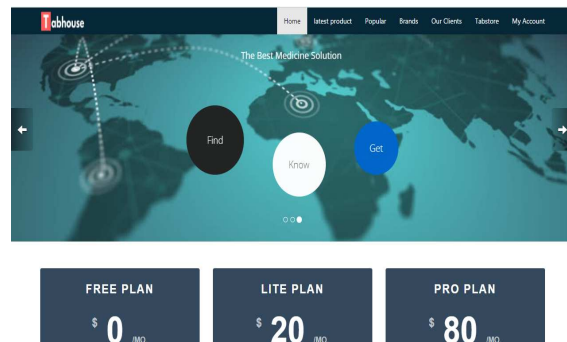 Tabhouse
Home latest product Popular Brands Our Clients Tabstore My Account
The Best Medicine Solution
Find
Know
Get
FREE PLAN LITE PLAN PRO PLAN
$ 0 /MO $ 20 /MO $ 80 /MO